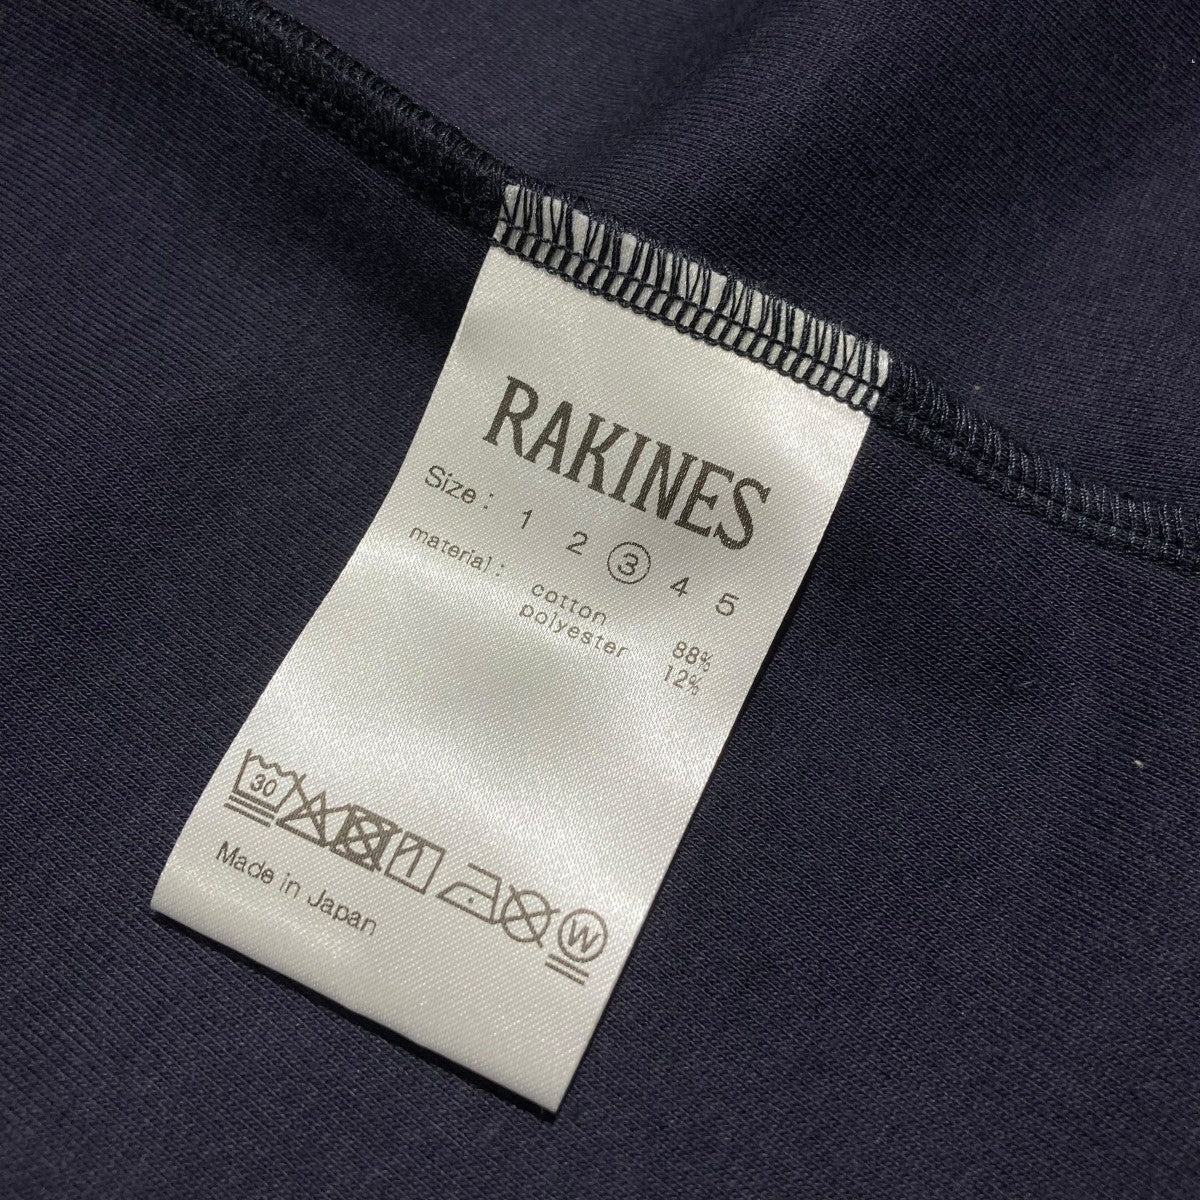 RAKINES
Size : 1 2 3 4 5
material : cotton 88%
polyester 12%
30
W
Made in Japan